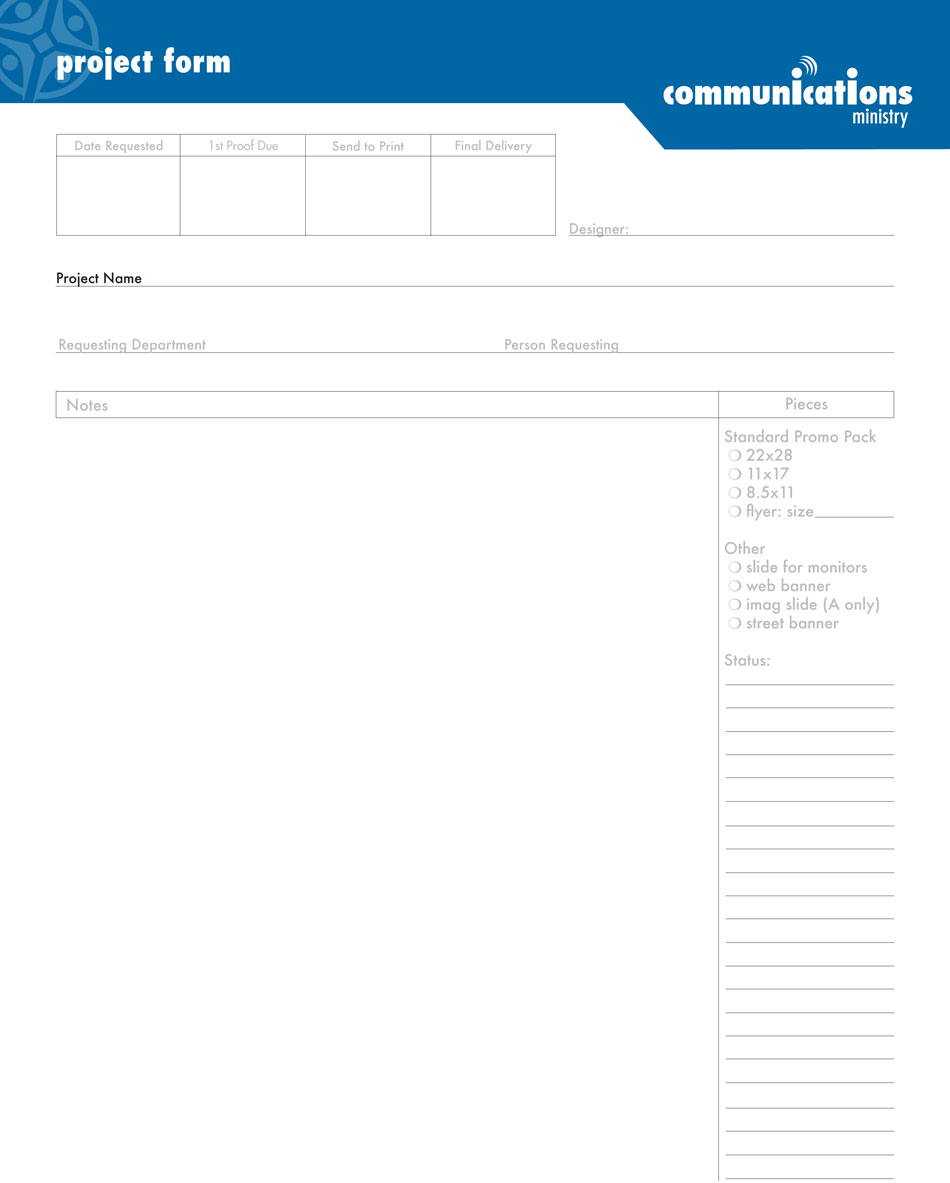 project form
communications
ministry
Date Requested 1st Proof Due Send to Print Final Delivery
Designer:
Project Name
Requesting Department Person Requesting
Notes Pieces
Standard Promo Pack
❍ 22x28
❍ 11x17
❍ 8.5x11
❍ flyer: size
Other
❍ slide for monitors
❍ web banner
❍ imag slide (A only)
❍ street banner
Status: